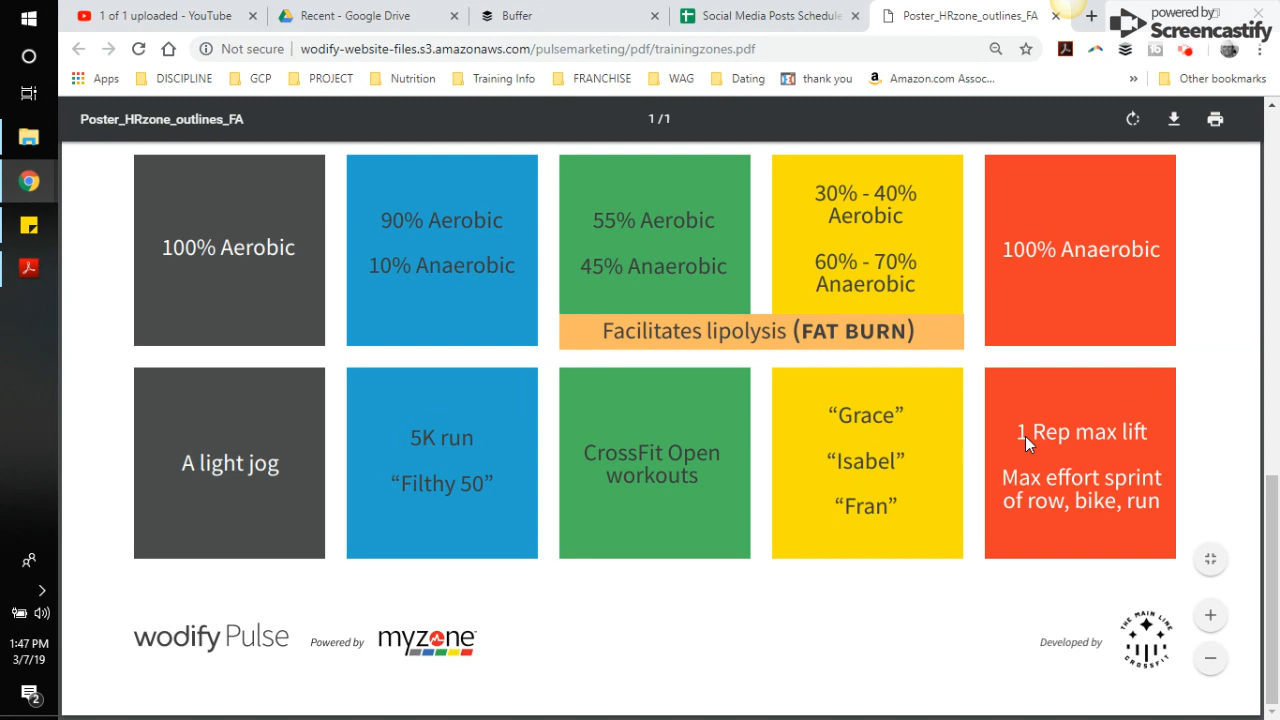 1 of 1 uploaded - YouTube
Recent - Google Drive
Buffer
Social Media Posts Schedule
Poster_HRzone_outlines_FA
powered by
Screencastify
Not secure
wodify-website-files.s3.amazonaws.com/pulsemarketing/pdf/trainingzones.pdf
Apps
DISCIPLINE
GCP
PROJECT
Nutrition
Training Info
FRANCHISE
WAG
Dating
thank you
Amazon.com Assoc...
»
Other bookmarks
Poster_HRzone_outlines_FA
1 / 1
100% Aerobic
90% Aerobic
10% Anaerobic
55% Aerobic
45% Anaerobic
30% - 40%
Aerobic
60% - 70%
Anaerobic
100% Anaerobic
Facilitates lipolysis (FAT BURN)
A light jog
5K run
“Filthy 50”
CrossFit Open
workouts
“Grace”
“Isabel”
“Fran”
1 Rep max lift
Max effort sprint
of row, bike, run
wodify Pulse
Powered by
myzone
Developed by
THE MAIN LINE
CROSSFIT
1:47 PM
3/7/19
2